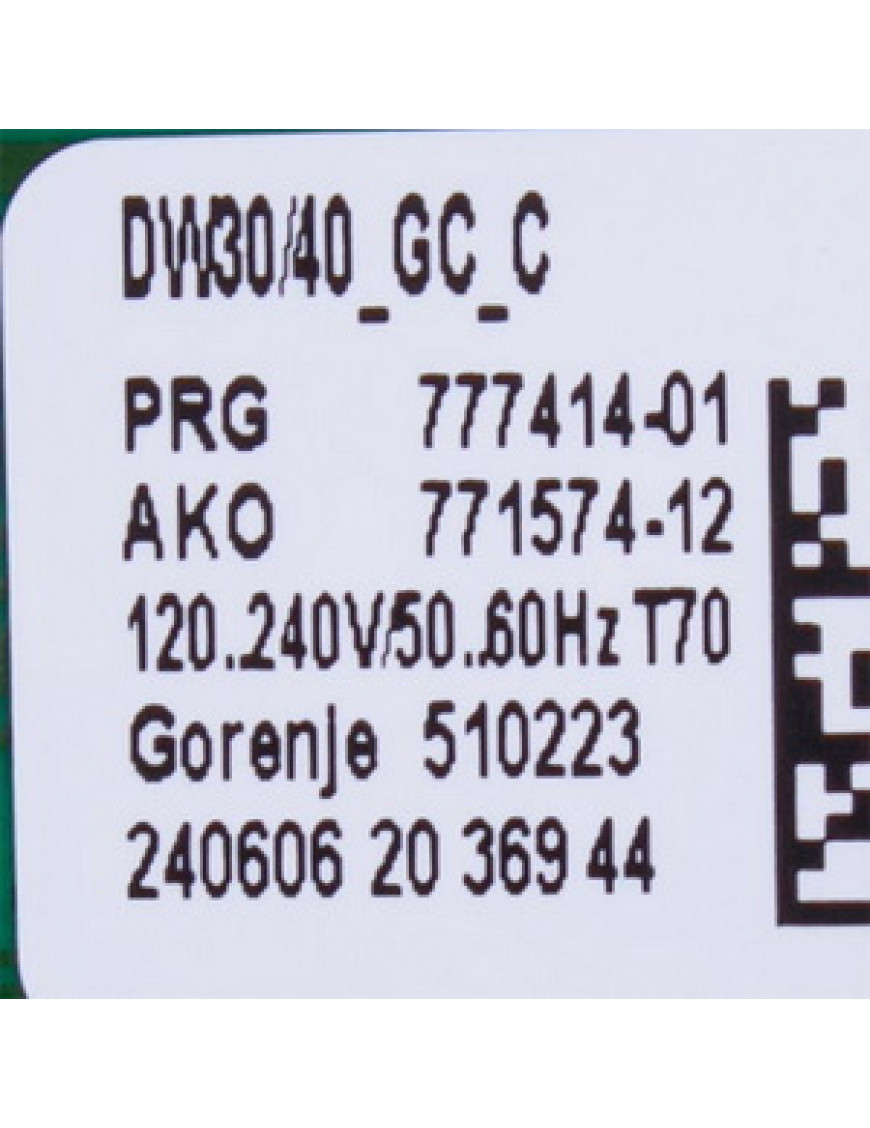 DW30/40_GC_C
PRG 777414-01
AKO 771574-12
120..240V/50..60Hz T70
Gorenje 510223
240606 20 369 44